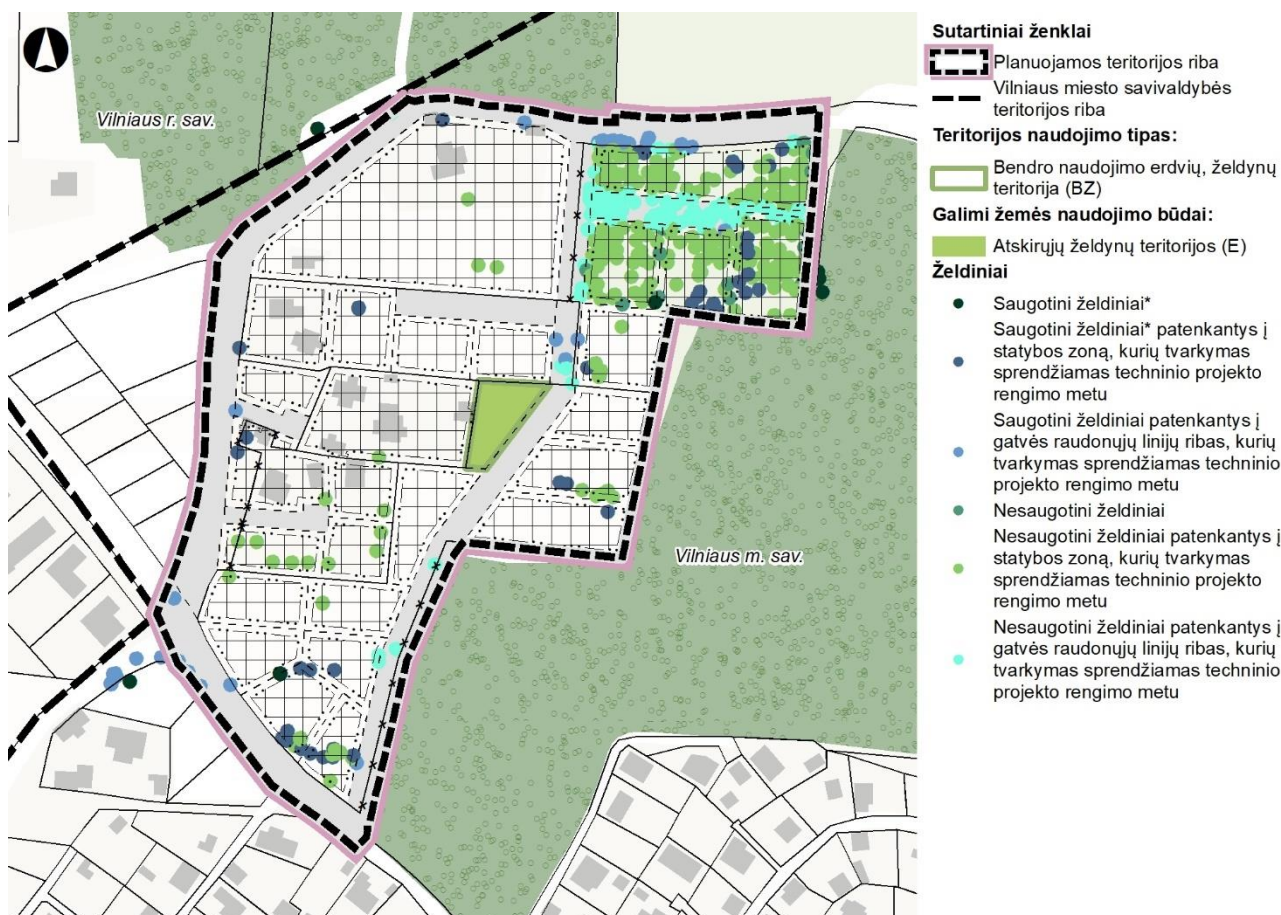 Vilniaus r. sav.
Vilniaus m. sav.
Sutartiniai ženklai
Planuojamos teritorijos riba
Vilniaus miesto savivaldybės
teritorijos riba
Teritorijos naudojimo tipas:
Bendro naudojimo erdvių, želdynų
teritorija (BZ)
Galimi žemės naudojimo būdai:
Atskirųjų želdynų teritorijos (E)
Želdiniai
Saugotini želdiniai*
Saugotini želdiniai* patenkantys į
statybos zoną, kurių tvarkymas
sprendžiamas techninio projekto
rengimo metu
Saugotini želdiniai patenkantys į
gatvės raudonųjų linijų ribas, kurių
tvarkymas sprendžiamas techninio
projekto rengimo metu
Nesaugotini želdiniai
Nesaugotini želdiniai patenkantys į
statybos zoną, kurių tvarkymas
sprendžiamas techninio projekto
rengimo metu
Nesaugotini želdiniai patenkantys į
gatvės raudonųjų linijų ribas, kurių
tvarkymas sprendžiamas techninio
projekto rengimo metu